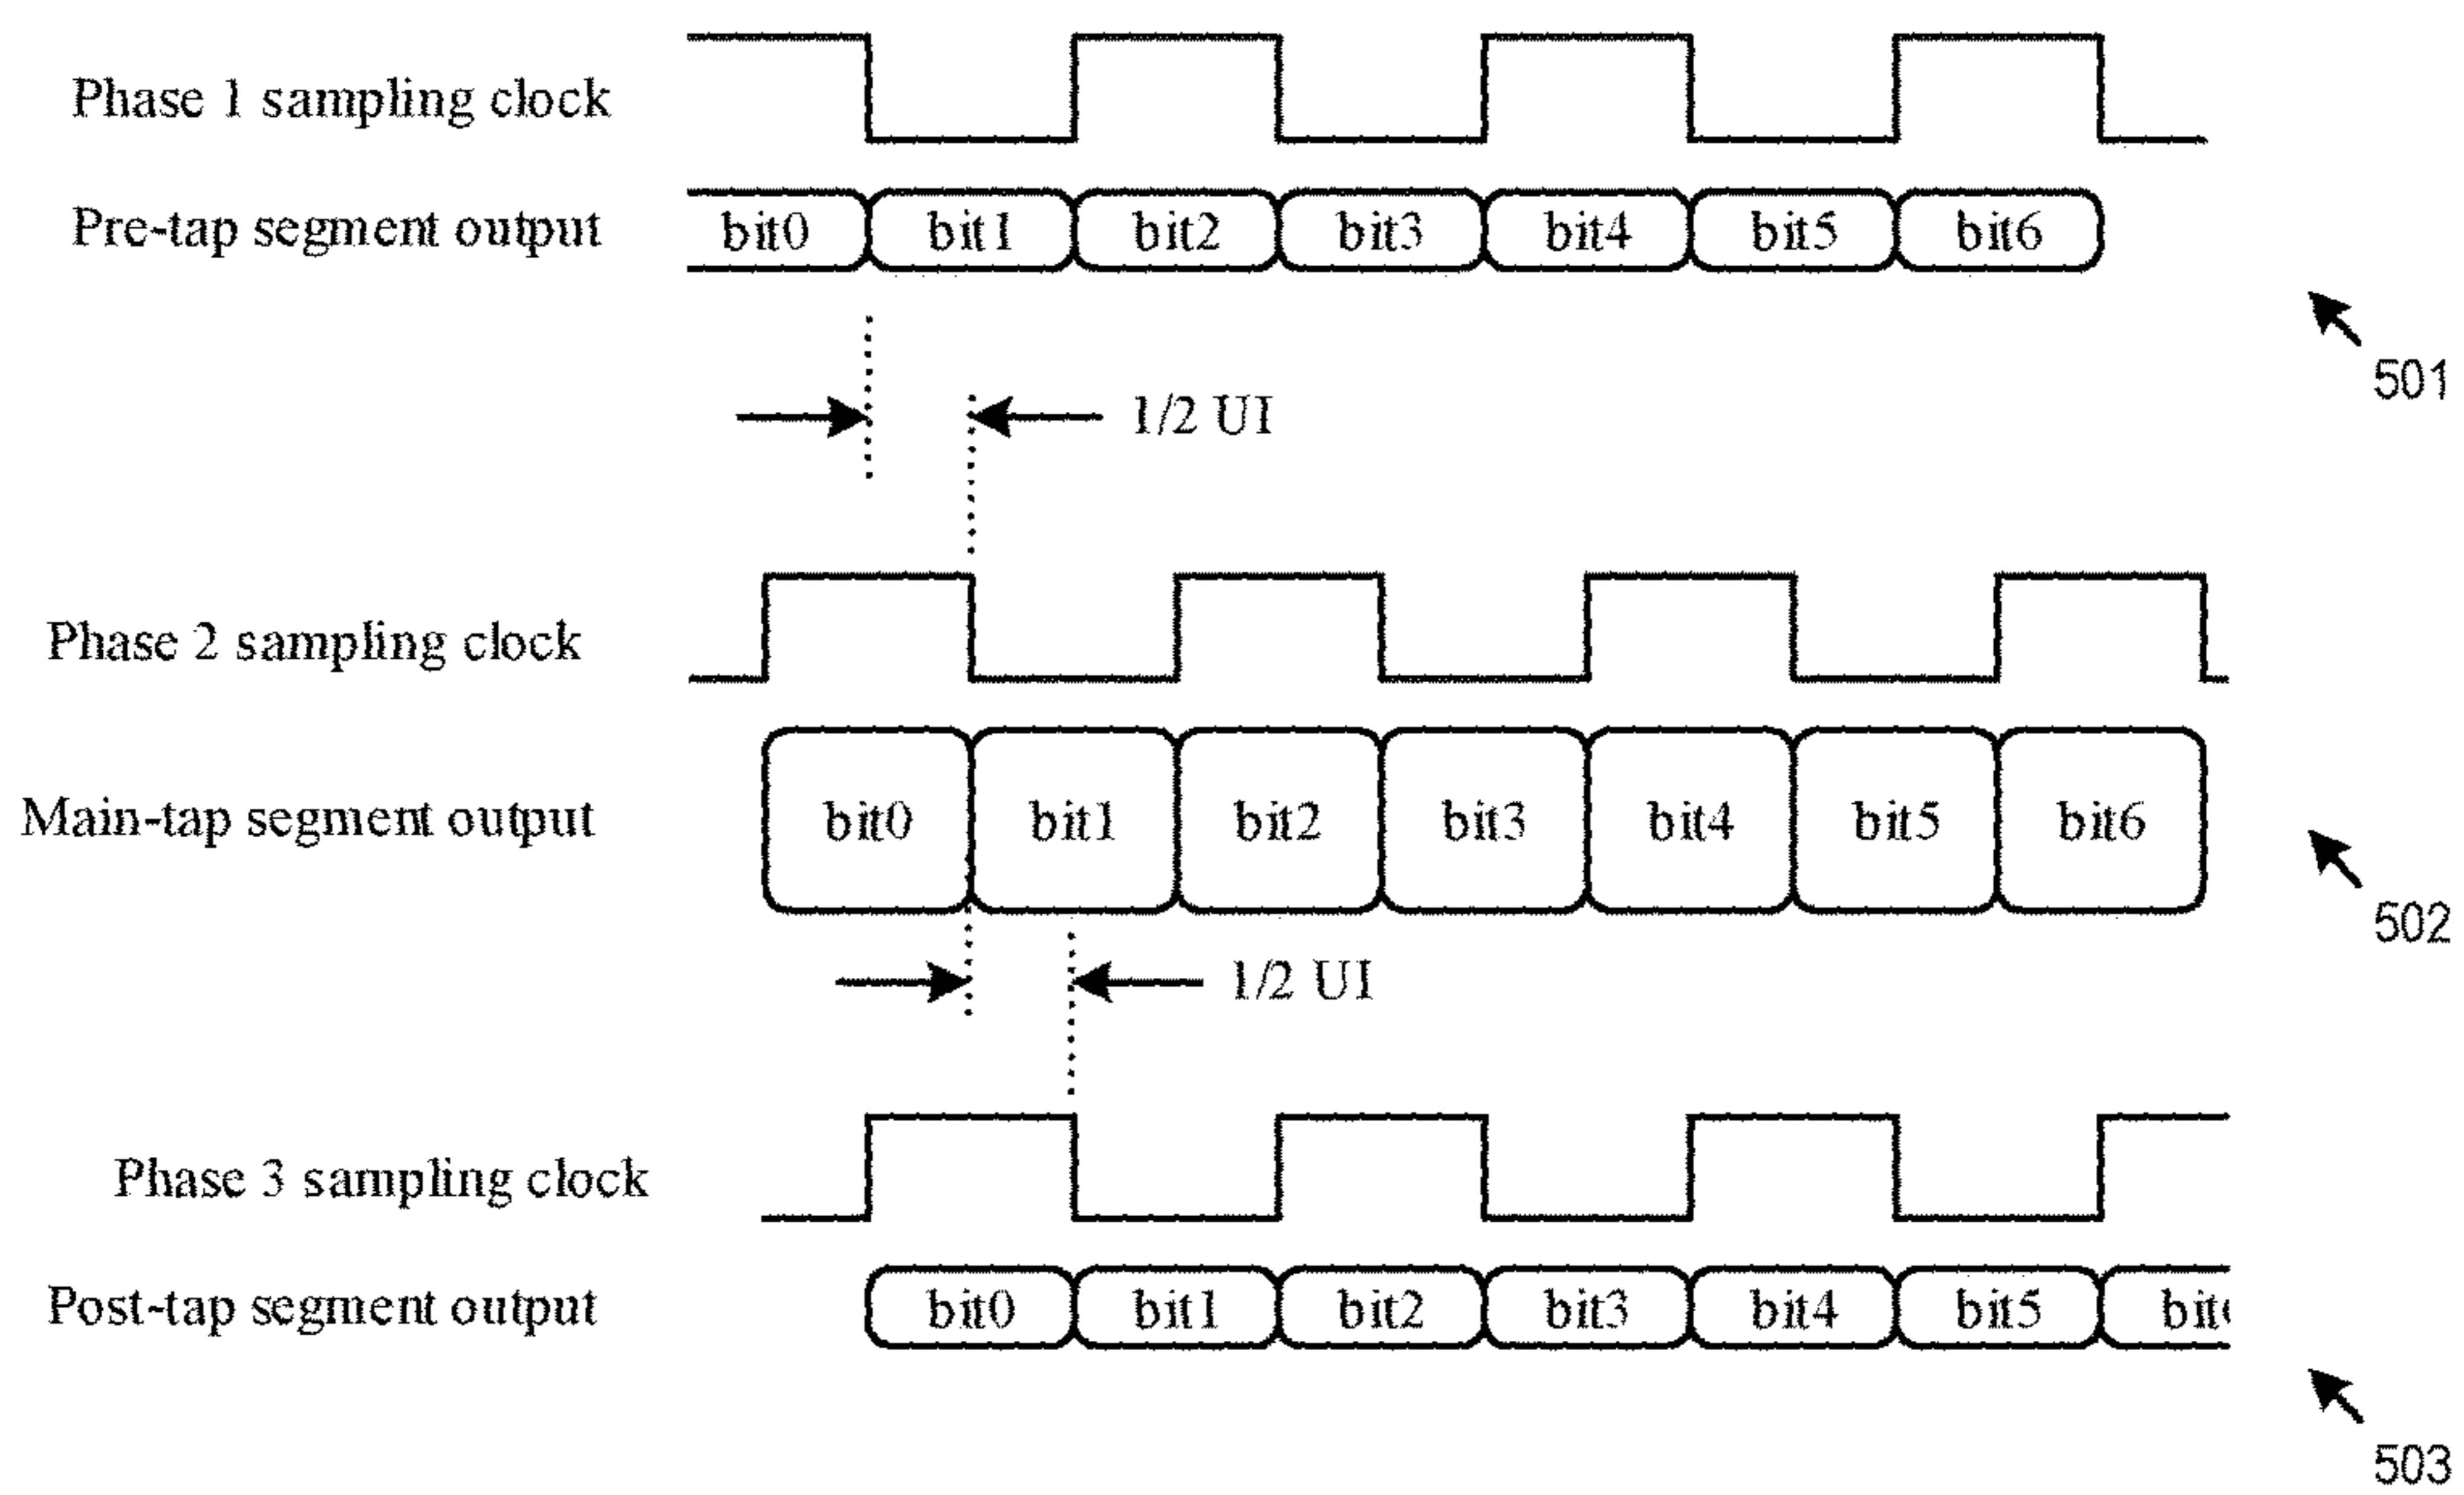 Phase 1 sampling clock
Pre-tap segment output
bit0 bit1 bit2 bit3 bit4 bit5 bit6
501
1/2 UI
Phase 2 sampling clock
Main-tap segment output
bit0 bit1 bit2 bit3 bit4 bit5 bit6
502
1/2 UI
Phase 3 sampling clock
Post-tap segment output
bit0 bit1 bit2 bit3 bit4 bit5
503